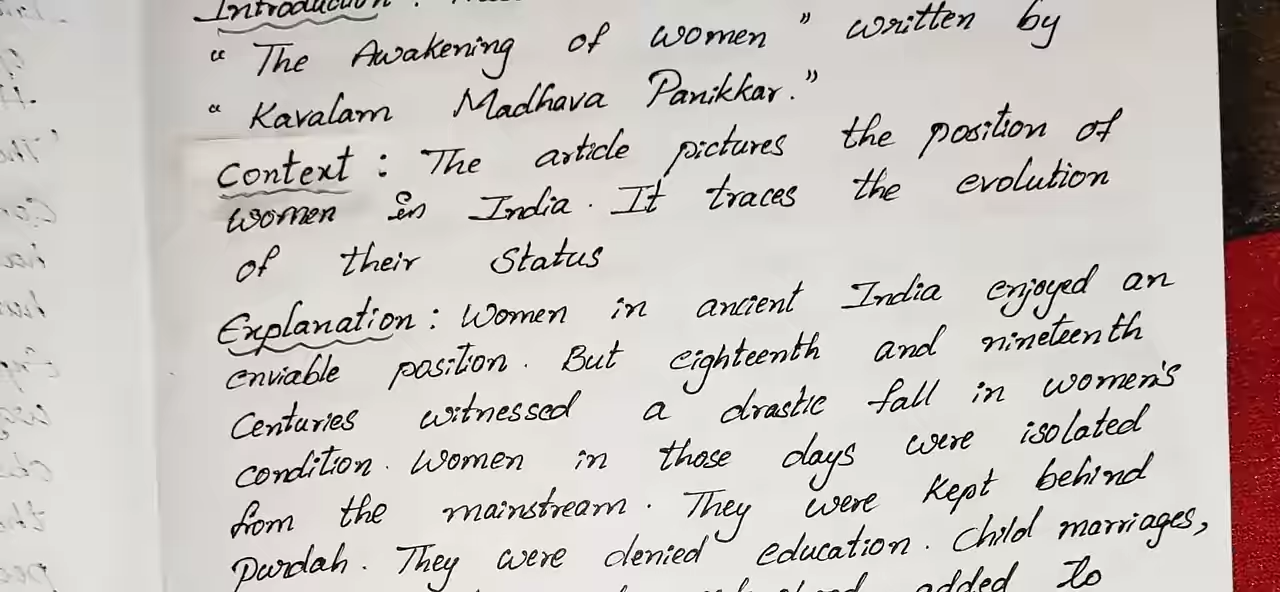 Introduction :
" The Awakening of women " written by
" Kavalam Madhava Panikkar."
Context : The article pictures the position of
women in India. It traces the evolution
of their Status
Explanation : Women in ancient India enjoyed an
enviable position. But eighteenth and nineteenth
Centuries witnessed a drastic fall in women's
condition. Women in those days were isolated
from the mainstream. They were kept behind
purdah. They were denied education. Child marriages,
added to